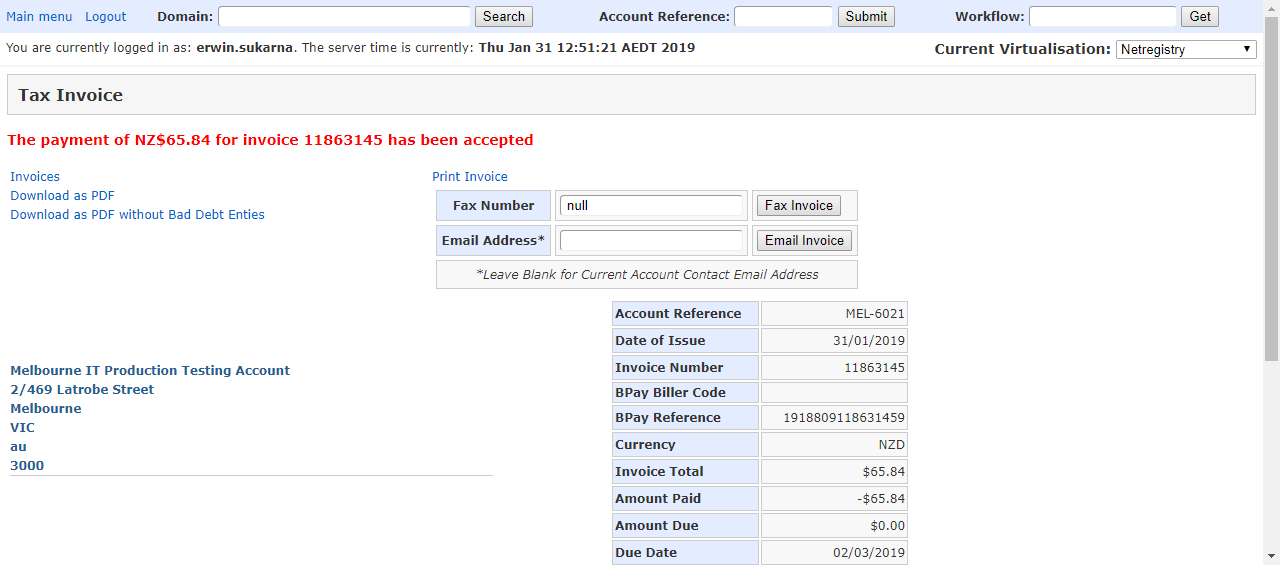 Main menu Logout Domain: Search Account Reference: Submit Workflow: Get
You are currently logged in as: erwin.sukarna. The server time is currently: Thu Jan 31 12:51:21 AEDT 2019 Current Virtualisation: Netregistry
Tax Invoice
The payment of NZ$65.84 for invoice 11863145 has been accepted
Invoices
Download as PDF
Download as PDF without Bad Debt Enties
Print Invoice
Fax Number null Fax Invoice
Email Address* Email Invoice
*Leave Blank for Current Account Contact Email Address
Melbourne IT Production Testing Account
2/469 Latrobe Street
Melbourne
VIC
au
3000
Account Reference MEL-6021
Date of Issue 31/01/2019
Invoice Number 11863145
BPay Biller Code
BPay Reference 1918809118631459
Currency NZD
Invoice Total $65.84
Amount Paid -$65.84
Amount Due $0.00
Due Date 02/03/2019